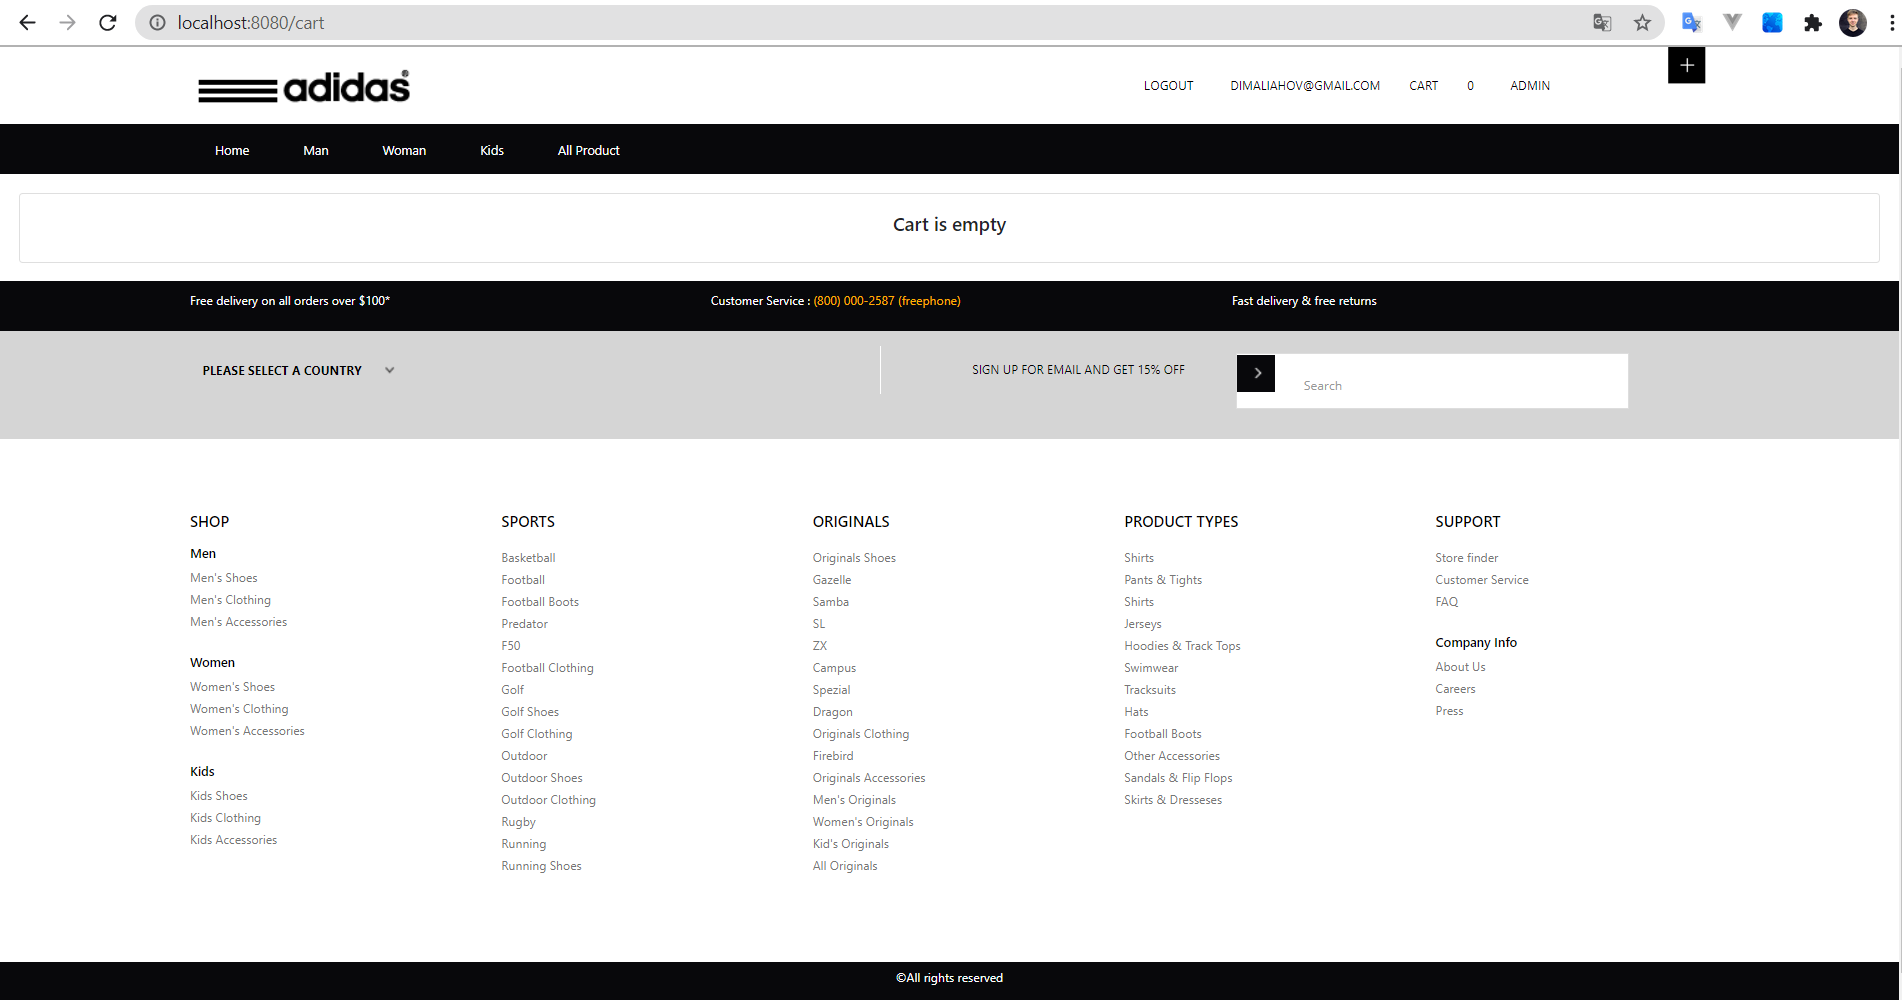 localhost:8080/cart
adidas®
LOGOUT DIMALIAHOV@GMAIL.COM CART 0 ADMIN
Home Man Woman Kids All Product
Cart is empty
Free delivery on all orders over $100* Customer Service : (800) 000-2587 (freephone) Fast delivery & free returns
PLEASE SELECT A COUNTRY
SIGN UP FOR EMAIL AND GET 15% OFF
Search
SHOP
Men
Men's Shoes
Men's Clothing
Men's Accessories
Women
Women's Shoes
Women's Clothing
Women's Accessories
Kids
Kids Shoes
Kids Clothing
Kids Accessories
SPORTS
Basketball
Football
Football Boots
Predator
F50
Football Clothing
Golf
Golf Shoes
Golf Clothing
Outdoor
Outdoor Shoes
Outdoor Clothing
Rugby
Running
Running Shoes
ORIGINALS
Originals Shoes
Gazelle
Samba
SL
ZX
Campus
Spezial
Dragon
Originals Clothing
Firebird
Originals Accessories
Men's Originals
Women's Originals
Kid's Originals
All Originals
PRODUCT TYPES
Shirts
Pants & Tights
Shirts
Jerseys
Hoodies & Track Tops
Swimwear
Tracksuits
Hats
Football Boots
Other Accessories
Sandals & Flip Flops
Skirts & Dresseses
SUPPORT
Store finder
Customer Service
FAQ
Company Info
About Us
Careers
Press
©All rights reserved